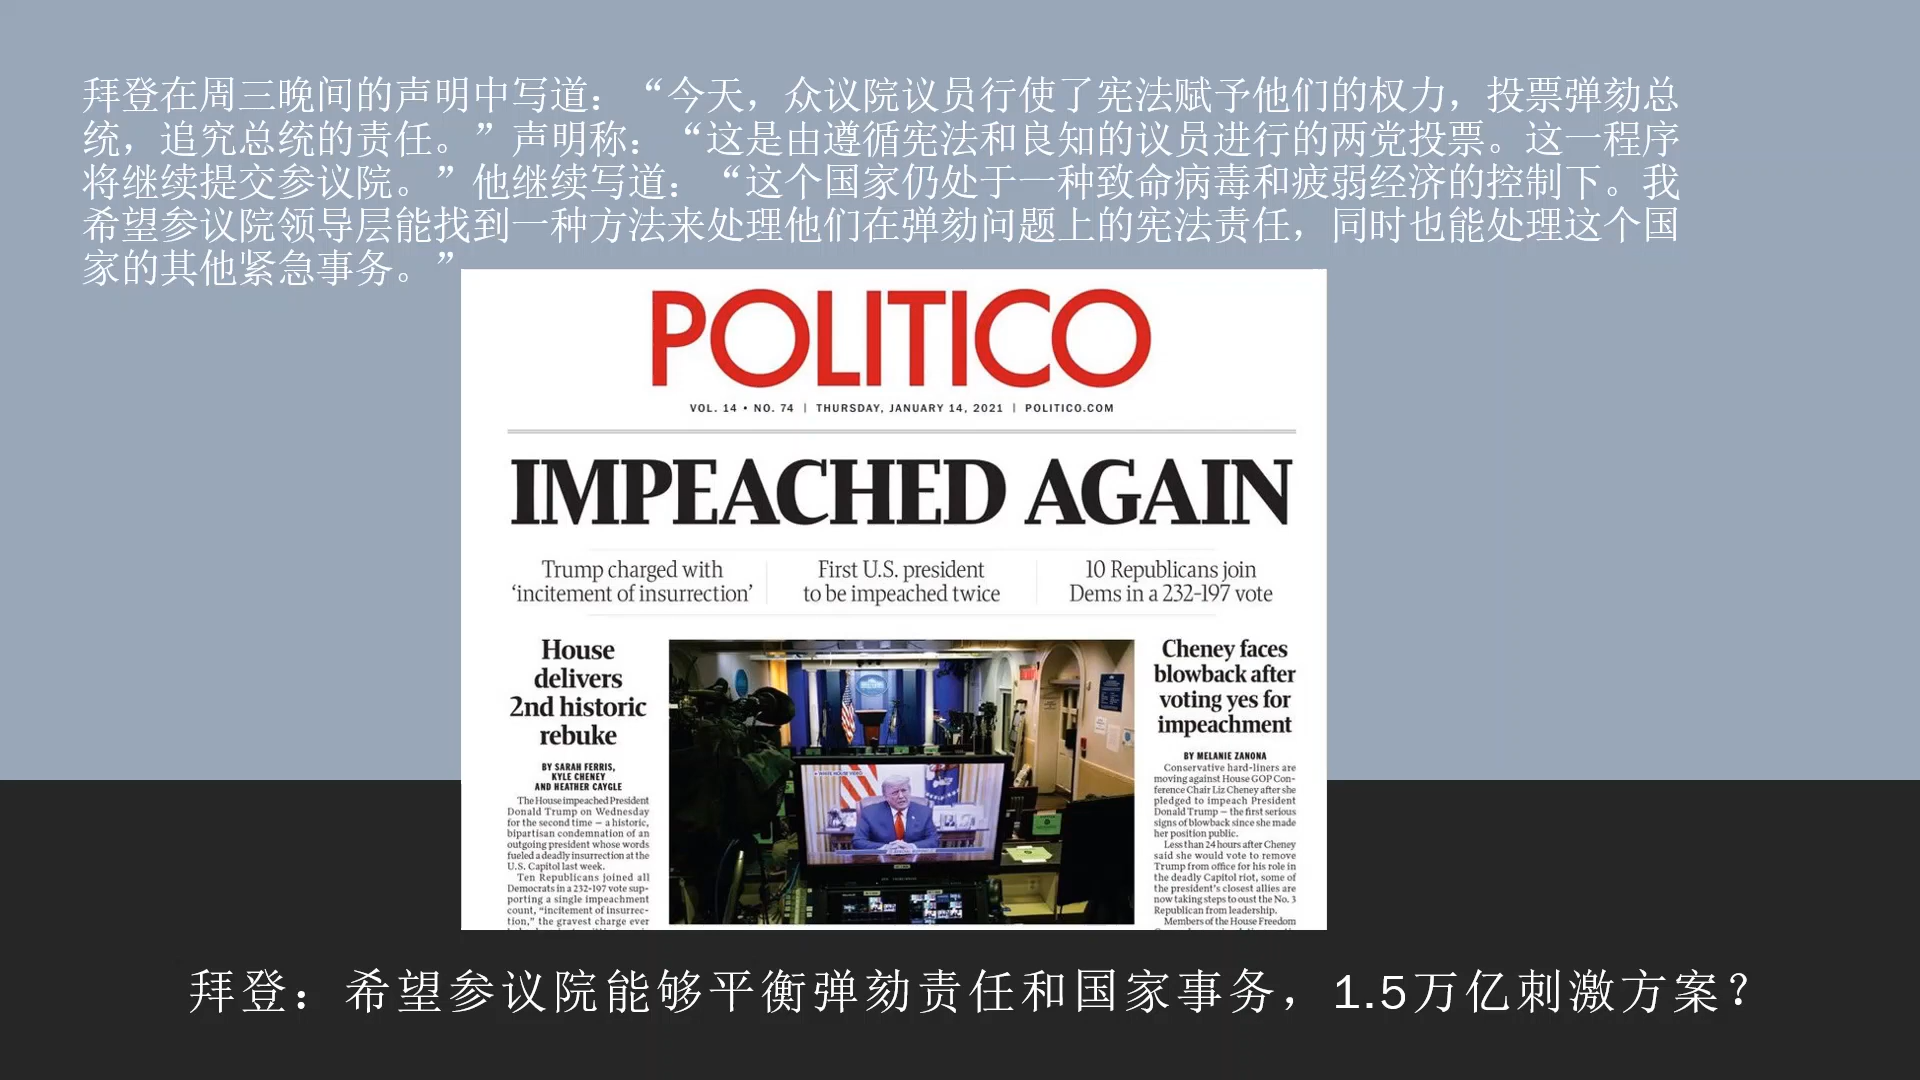 拜登在周三晚间的声明中写道：“今天，众议院议员行使了宪法赋予他们的权力，投票弹劾总
统，追究总统的责任。”声明称：“这是由遵循宪法和良知的议员进行的两党投票。这一程序
将继续提交参议院。”他继续写道：“这个国家仍处于一种致命病毒和疲弱经济的控制下。我
希望参议院领导层能找到一种方法来处理他们在弹劾问题上的宪法责任，同时也能处理这个国
家的其他紧急事务。”
POLITICO
VOL. 14 • NO. 74 | THURSDAY, JANUARY 14, 2021 | POLITICO.COM
IMPEACHED AGAIN
Trump charged with
‘incitement of insurrection’
First U.S. president
to be impeached twice
10 Republicans join
Dems in a 232-197 vote
House
delivers
2nd historic
rebuke
BY SARAH FERRIS,
KYLE CHENEY
AND HEATHER CAYGLE
The House impeached President
Donald Trump on Wednesday
for the second time — a historic,
bipartisan condemnation of an
outgoing president whose words
fueled a deadly insurrection at the
U.S. Capitol last week.
Ten Republicans joined all
Democrats in a 232-197 vote sup-
porting a single impeachment
count, “incitement of insurrec-
tion,” the gravest charge ever
Cheney faces
blowback after
voting yes for
impeachment
BY MELANIE ZANONA
Conservative hard-liners are
moving against House GOP Con-
ference Chair Liz Cheney after she
pledged to impeach President
Donald Trump — the first serious
signs of blowback since she made
her position public.
Less than 24 hours after Cheney
said she would vote to remove
Trump from office for his role in
the deadly Capitol riot, some of
the president’s closest allies are
now taking steps to oust the No. 3
Republican from leadership.
Members of the House Freedom
拜登：希望参议院能够平衡弹劾责任和国家事务，1.5万亿刺激方案？